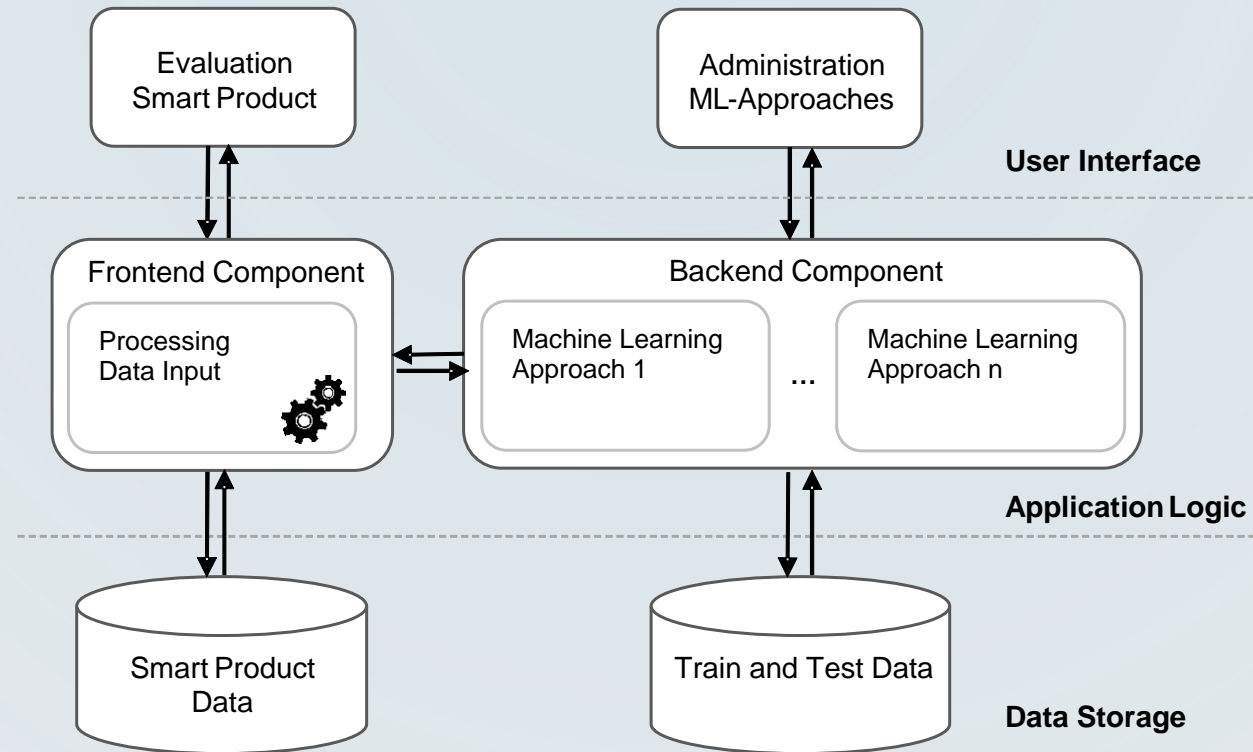 Evaluation
Smart Product
Administration
ML-Approaches
User Interface
Frontend Component
Processing
Data Input
Backend Component
Machine Learning
Approach 1
...
Machine Learning
Approach n
Application Logic
Smart Product
Data
Train and Test Data
Data Storage